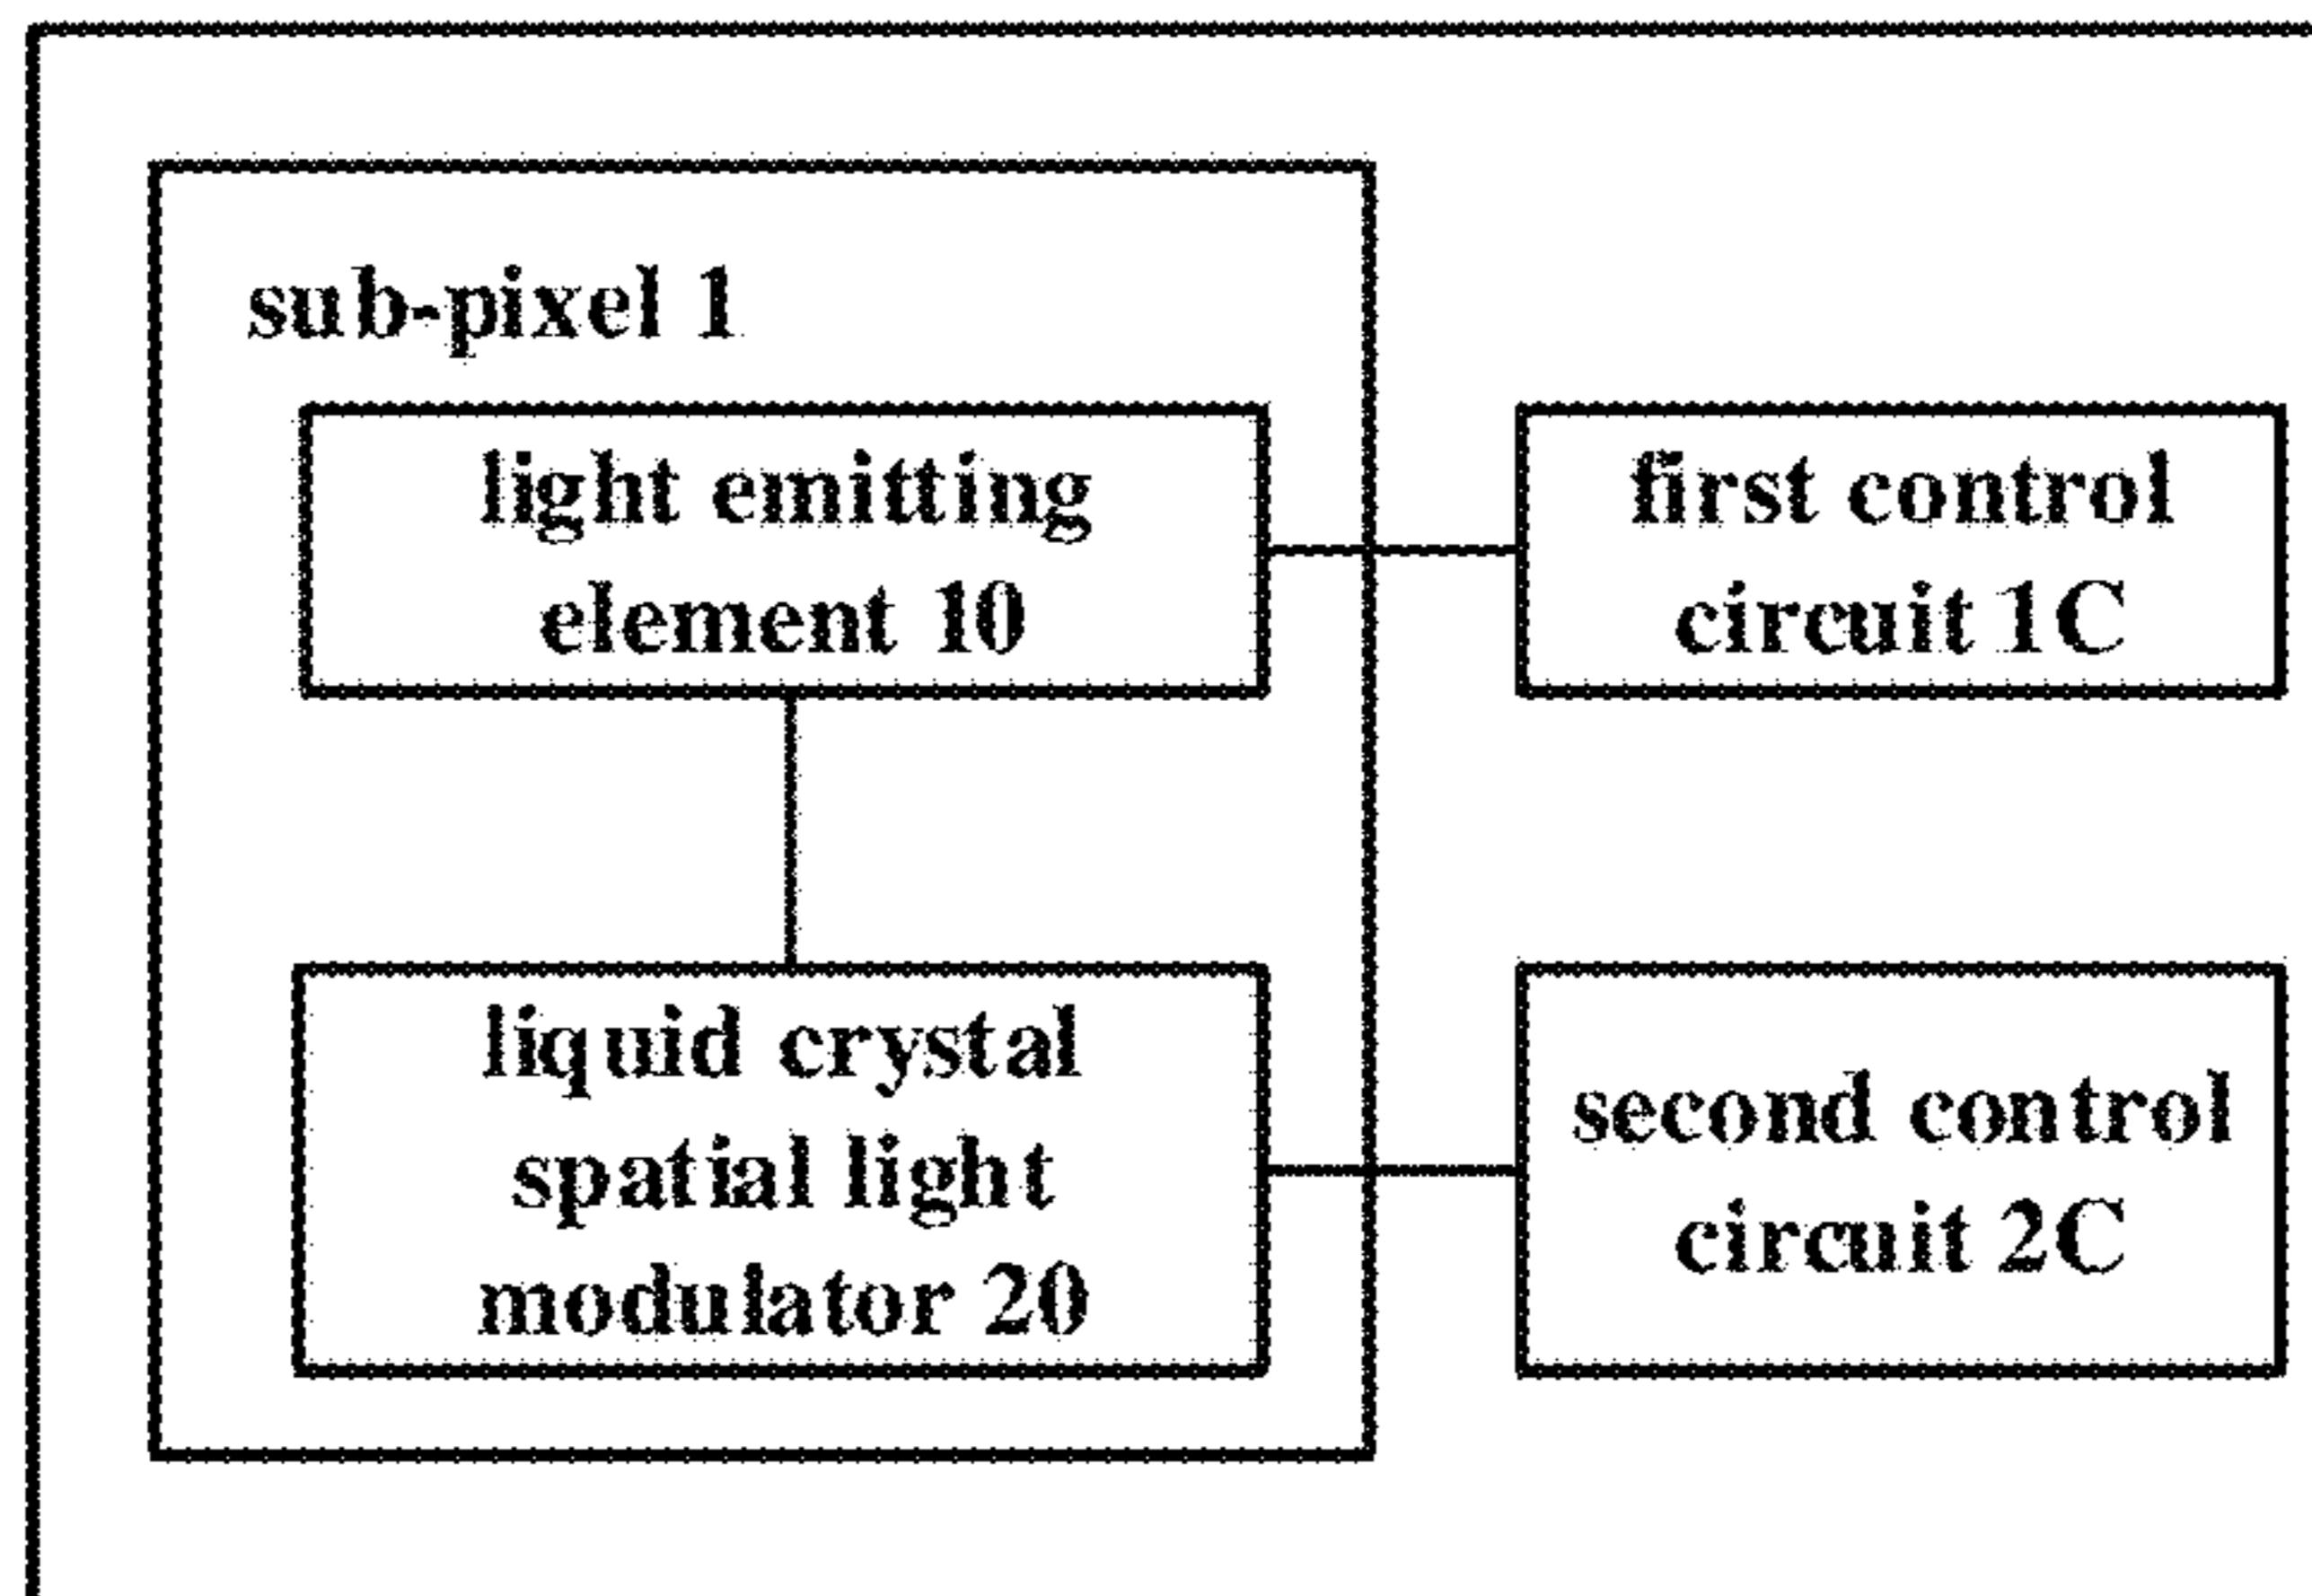 sub-pixel 1
light emitting
element 10
first control
circuit 1C
liquid crystal
spatial light
modulator 20
second control
circuit 2C